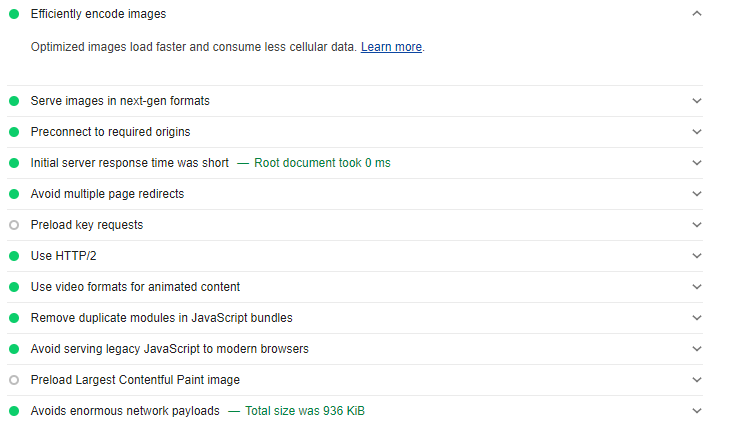 Efficiently encode images
Optimized images load faster and consume less cellular data. Learn more.
Serve images in next-gen formats
Preconnect to required origins
Initial server response time was short — Root document took 0 ms
Avoid multiple page redirects
Preload key requests
Use HTTP/2
Use video formats for animated content
Remove duplicate modules in JavaScript bundles
Avoid serving legacy JavaScript to modern browsers
Preload Largest Contentful Paint image
Avoids enormous network payloads — Total size was 936 KiB